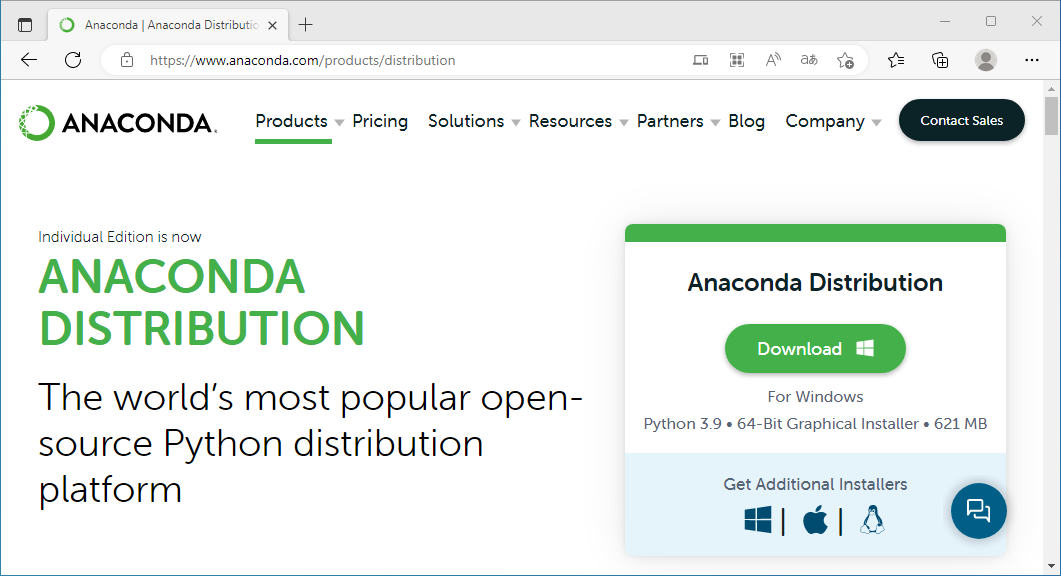 Anaconda | Anaconda Distributio
https://www.anaconda.com/products/distribution
ANACONDA.
Products
Pricing
Solutions
Resources
Partners
Blog
Company
Contact Sales
Individual Edition is now
ANACONDA
DISTRIBUTION
The world’s most popular open-
source Python distribution
platform
Anaconda Distribution
Download
For Windows
Python 3.9 • 64-Bit Graphical Installer • 621 MB
Get Additional Installers
| |